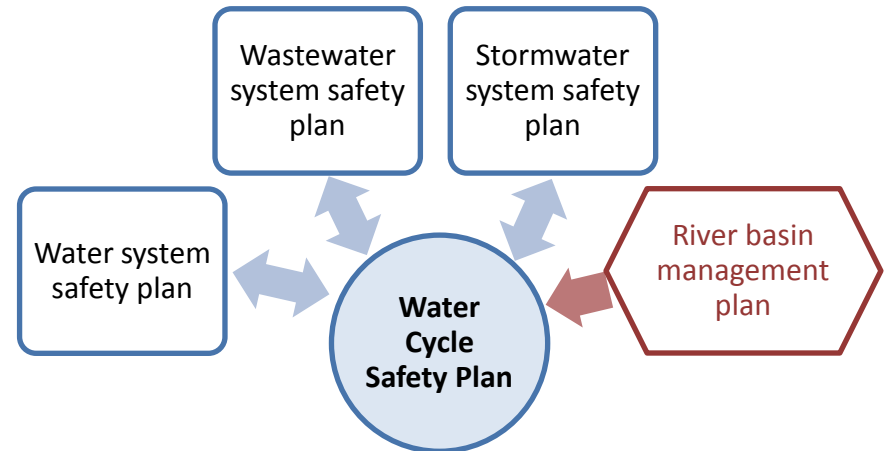 Wastewater
system safety
plan
Stormwater
system safety
plan
Water system
safety plan
River basin
management
plan
Water
Cycle
Safety Plan